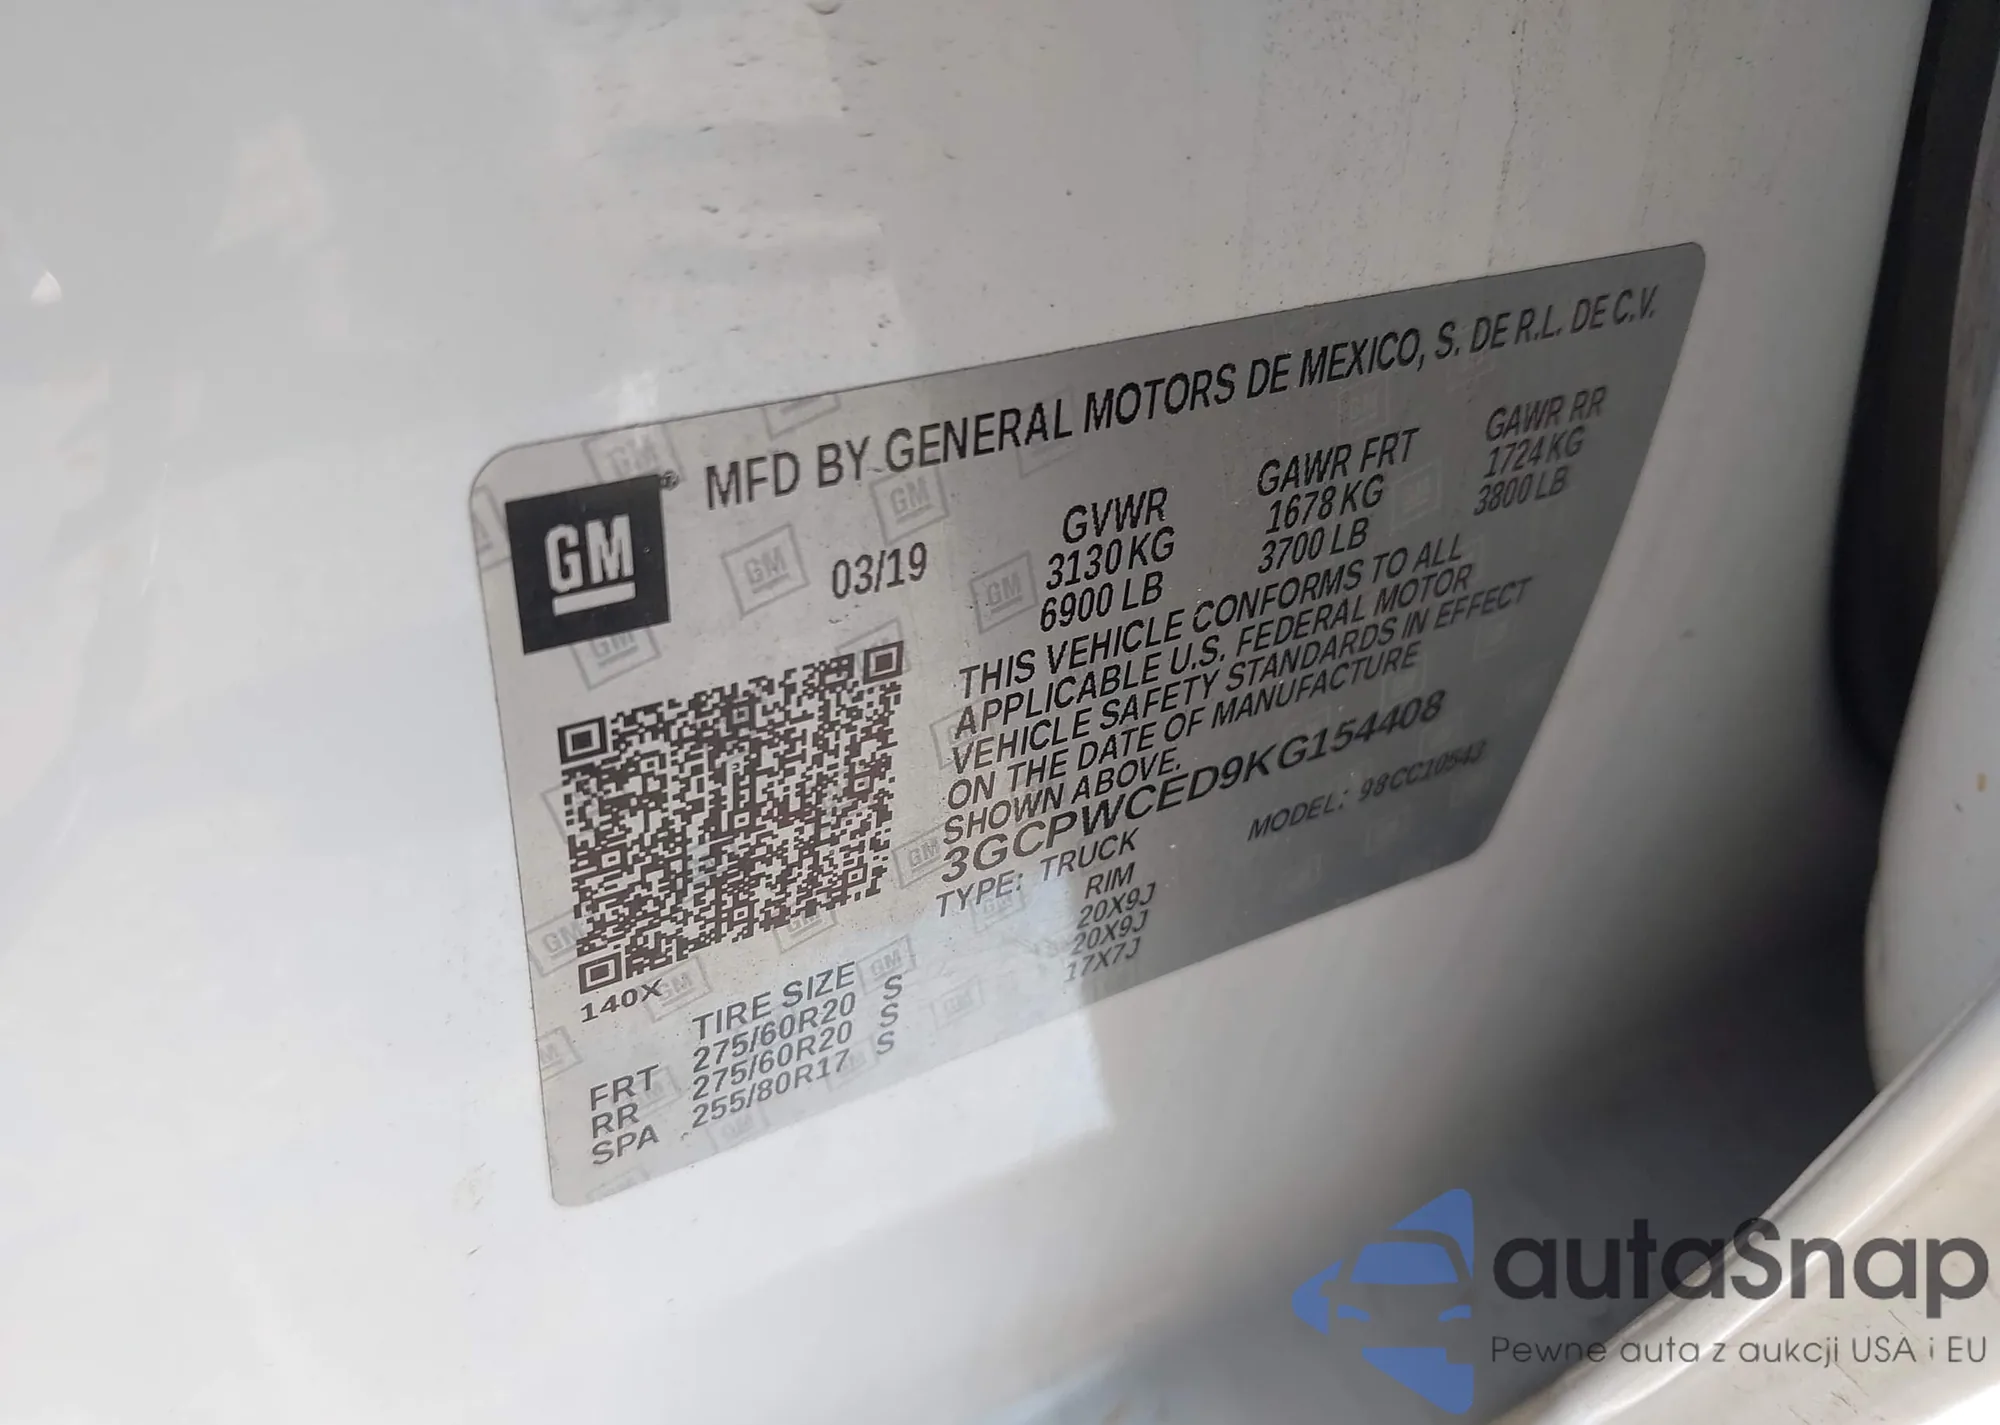 MFD BY GENERAL MOTORS DE MEXICO, S. DE R.L. DE C.V.
GM
03/19
GVWR GAWR FRT GAWR RR
3130 KG 1678 KG 1724 KG
6900 LB 3700 LB 3800 LB
THIS VEHICLE CONFORMS TO ALL
APPLICABLE U.S. FEDERAL MOTOR
VEHICLE SAFETY STANDARDS IN EFFECT
ON THE DATE OF MANUFACTURE
SHOWN ABOVE.
3GCPWCED9KG154408
TYPE: TRUCK MODEL: 98CC10543
140X
TIRE SIZE RIM
FRT 275/60R20 S 20X9J
RR 275/60R20 S 20X9J
SPA 255/80R17 S 17X7J
autaSnap
Pewne auta z aukcji USA i EU